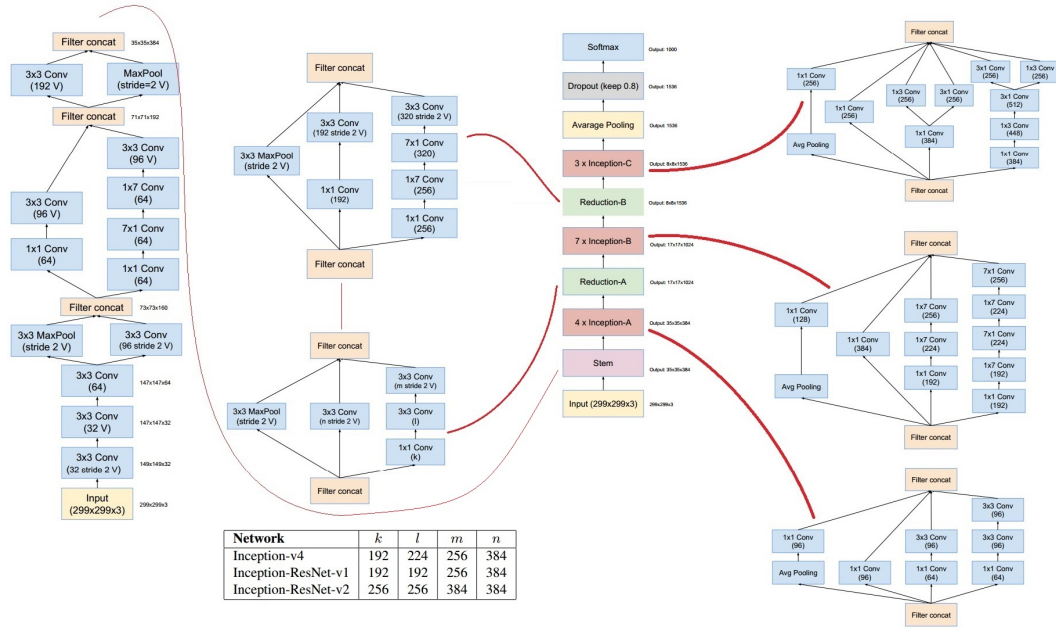 Filter concat
35x35x384
3x3 Conv
(192 V)
MaxPool
(stride=2 V)
Filter concat
71x71x192
3x3 Conv
(96 V)
1x7 Conv
(64)
3x3 Conv
(96 V)
7x1 Conv
(64)
1x1 Conv
(64)
1x1 Conv
(64)
Filter concat
73x73x160
3x3 MaxPool
(stride 2 V)
3x3 Conv
(96 stride 2 V)
3x3 Conv
(64)
147x147x64
3x3 Conv
(32 V)
147x147x32
3x3 Conv
(32 stride 2 V)
149x149x32
Input
(299x299x3)
299x299x3
Filter concat
3x3 Conv
(320 stride 2 V)
3x3 Conv
(192 stride 2 V)
7x1 Conv
(320)
3x3 MaxPool
(stride 2 V)
1x7 Conv
(256)
1x1 Conv
(192)
1x1 Conv
(256)
Filter concat
Filter concat
3x3 Conv
(m stride 2 V)
3x3 MaxPool
(stride 2 V)
3x3 Conv
(n stride 2 V)
3x3 Conv
(l)
1x1 Conv
(k)
Filter concat
Network k l m n
Inception-v4 192 224 256 384
Inception-ResNet-v1 192 192 256 384
Inception-ResNet-v2 256 256 384 384
Softmax
Output: 1000
Dropout (keep 0.8)
Output: 1536
Avarage Pooling
Output: 1536
3 x Inception-C
Output: 8x8x1536
Reduction-B
Output: 8x8x1536
7 x Inception-B
Output: 17x17x1024
Reduction-A
Output: 17x17x1024
4 x Inception-A
Output: 35x35x384
Stem
Output: 35x35x384
Input (299x299x3)
299x299x3
Filter concat
3x1 Conv
(256)
1x3 Conv
(256)
1x1 Conv
(256)
1x3 Conv
(256)
3x1 Conv
(256)
3x1 Conv
(512)
1x1 Conv
(256)
1x3 Conv
(448)
Avg Pooling
1x1 Conv
(384)
1x1 Conv
(384)
Filter concat
Filter concat
7x1 Conv
(256)
1x1 Conv
(128)
1x7 Conv
(256)
1x7 Conv
(224)
1x1 Conv
(384)
1x7 Conv
(224)
7x1 Conv
(224)
Avg Pooling
1x1 Conv
(192)
1x7 Conv
(192)
1x1 Conv
(192)
Filter concat
Filter concat
3x3 Conv
(96)
1x1 Conv
(96)
3x3 Conv
(96)
3x3 Conv
(96)
Avg Pooling
1x1 Conv
(96)
1x1 Conv
(64)
1x1 Conv
(64)
Filter concat